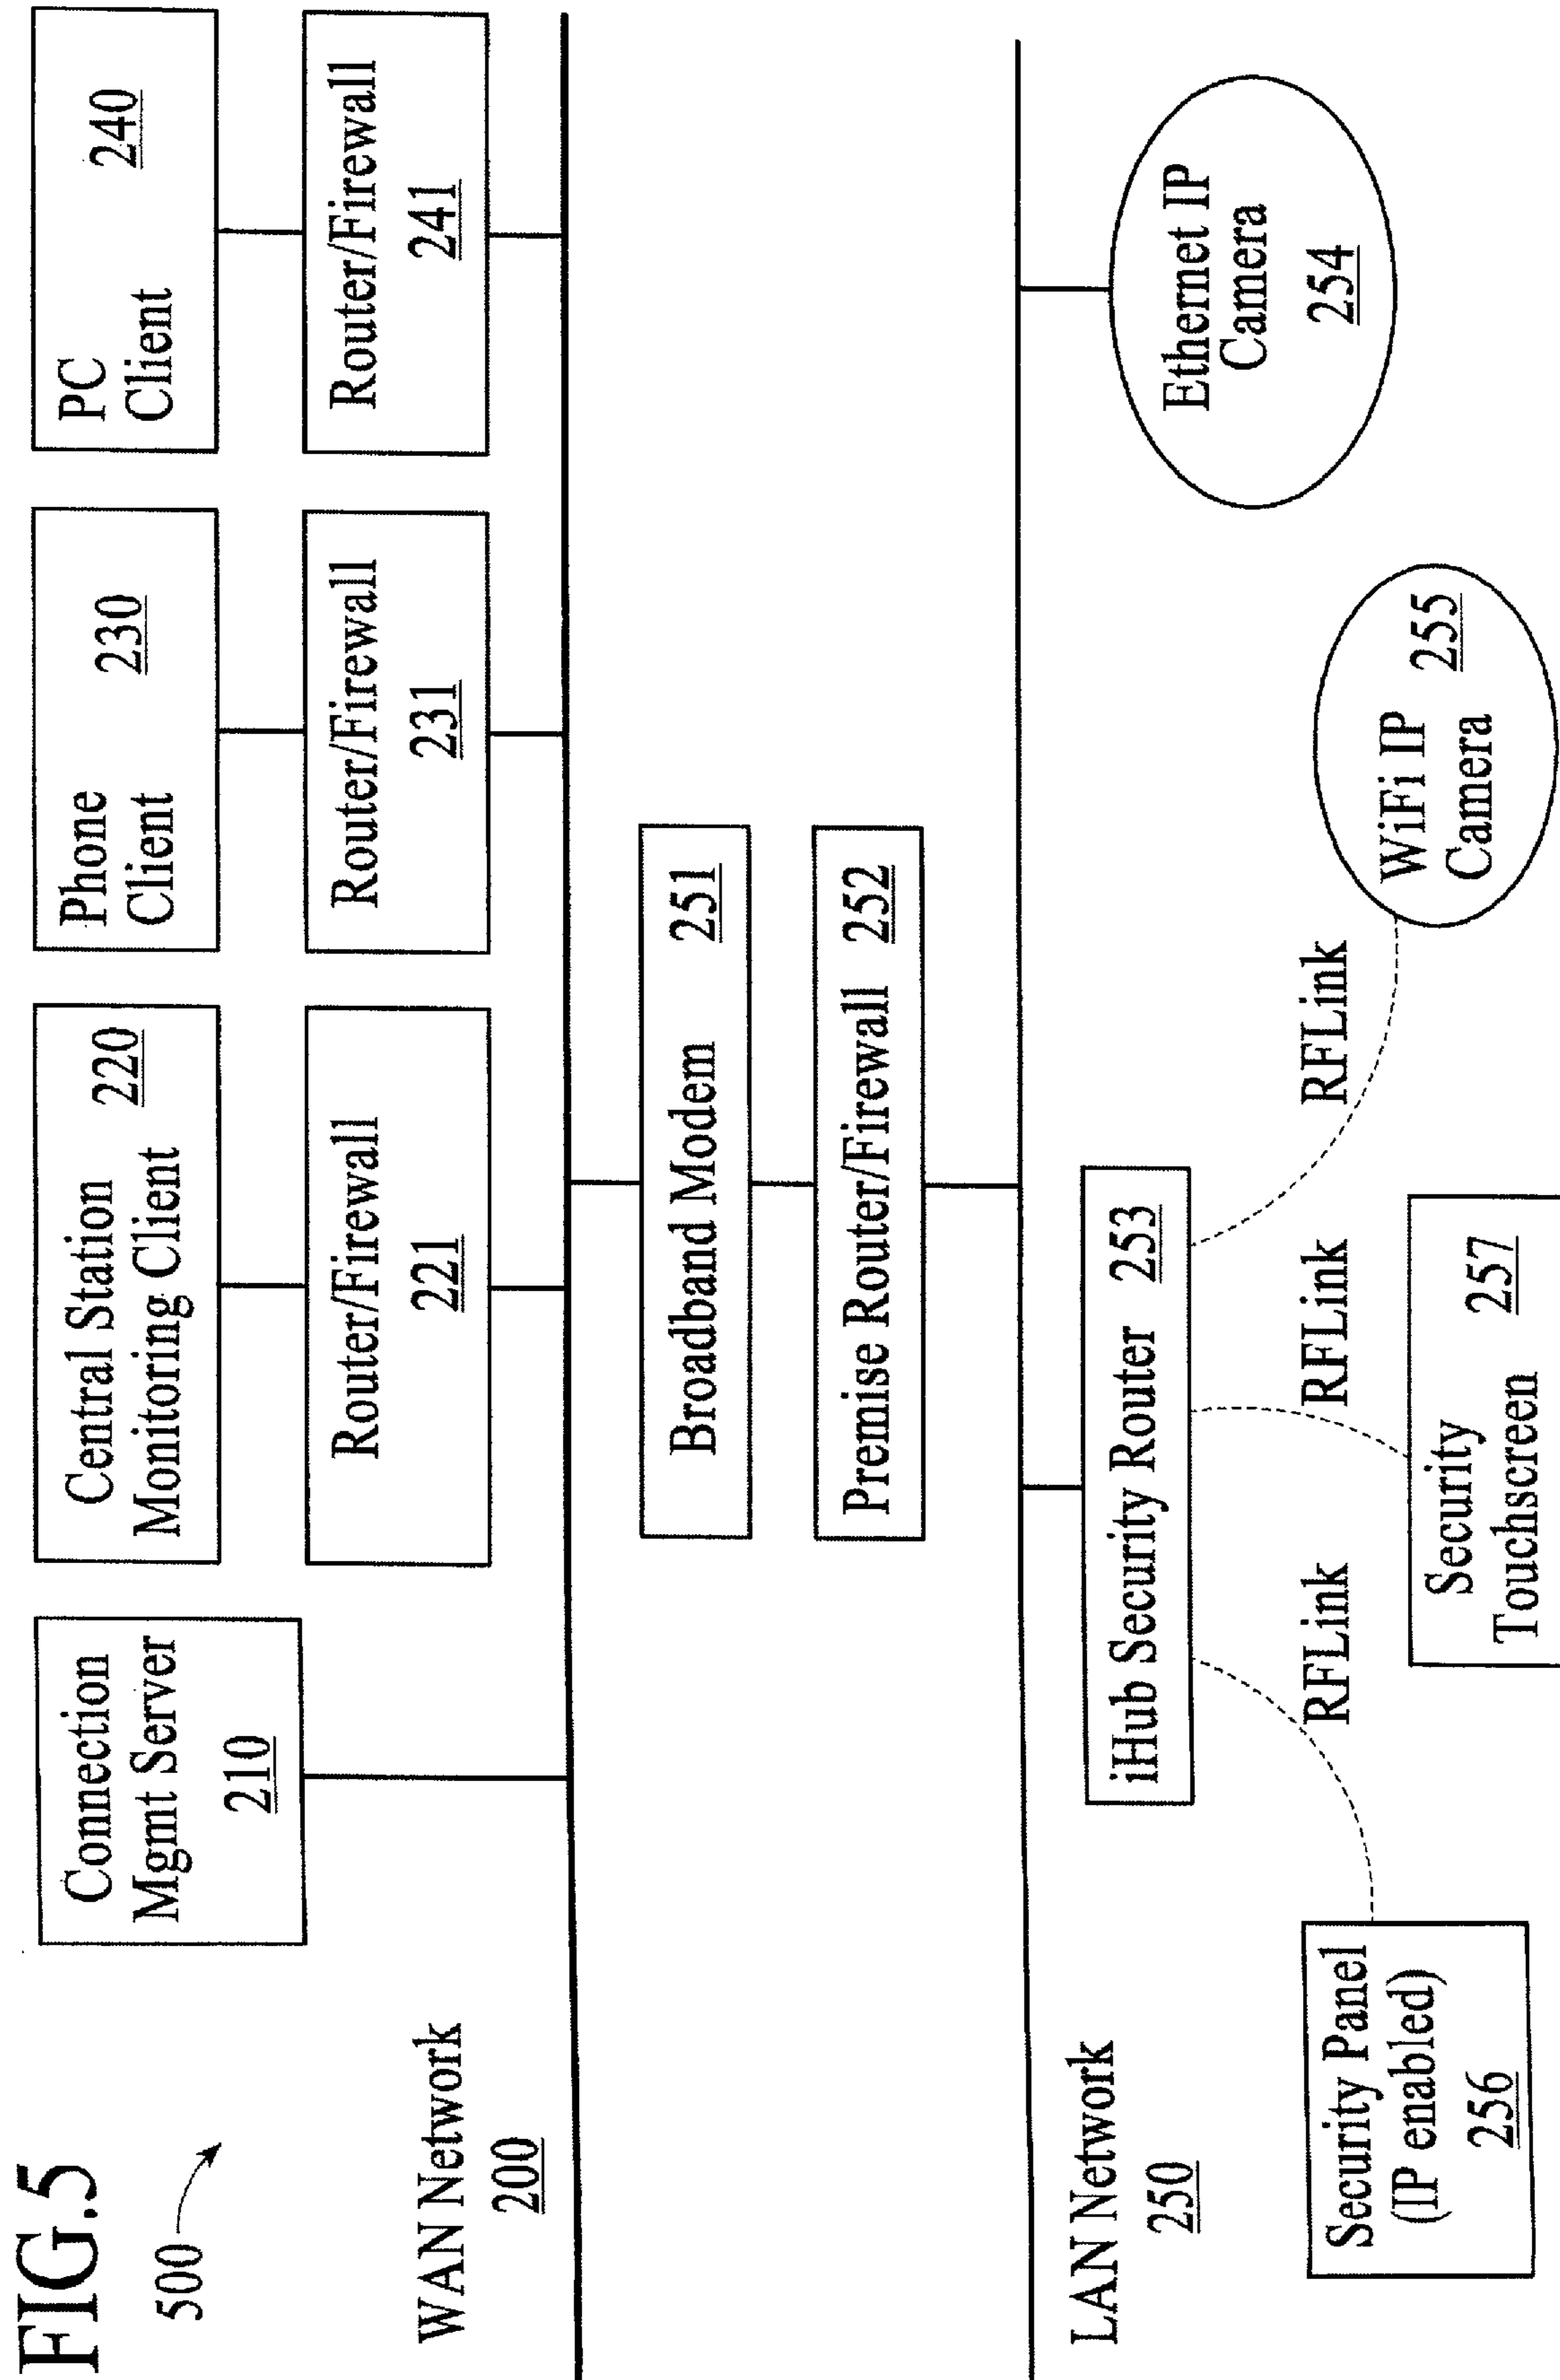 FIG.5
500
Connection
Mgmt Server
210
Central Station
Monitoring Client
220
Phone
Client
230
PC
Client
240
Router/Firewall
221
Router/Firewall
231
Router/Firewall
241
WAN Network
200
Broadband Modem 251
Premise Router/Firewall 252
LAN Network
250
iHub Security Router 253
Ethernet IP
Camera
254
RFLink
RFLink
RFLink
Security Panel
(IP enabled)
256
Security
Touchscreen
257
WiFi IP
Camera
255